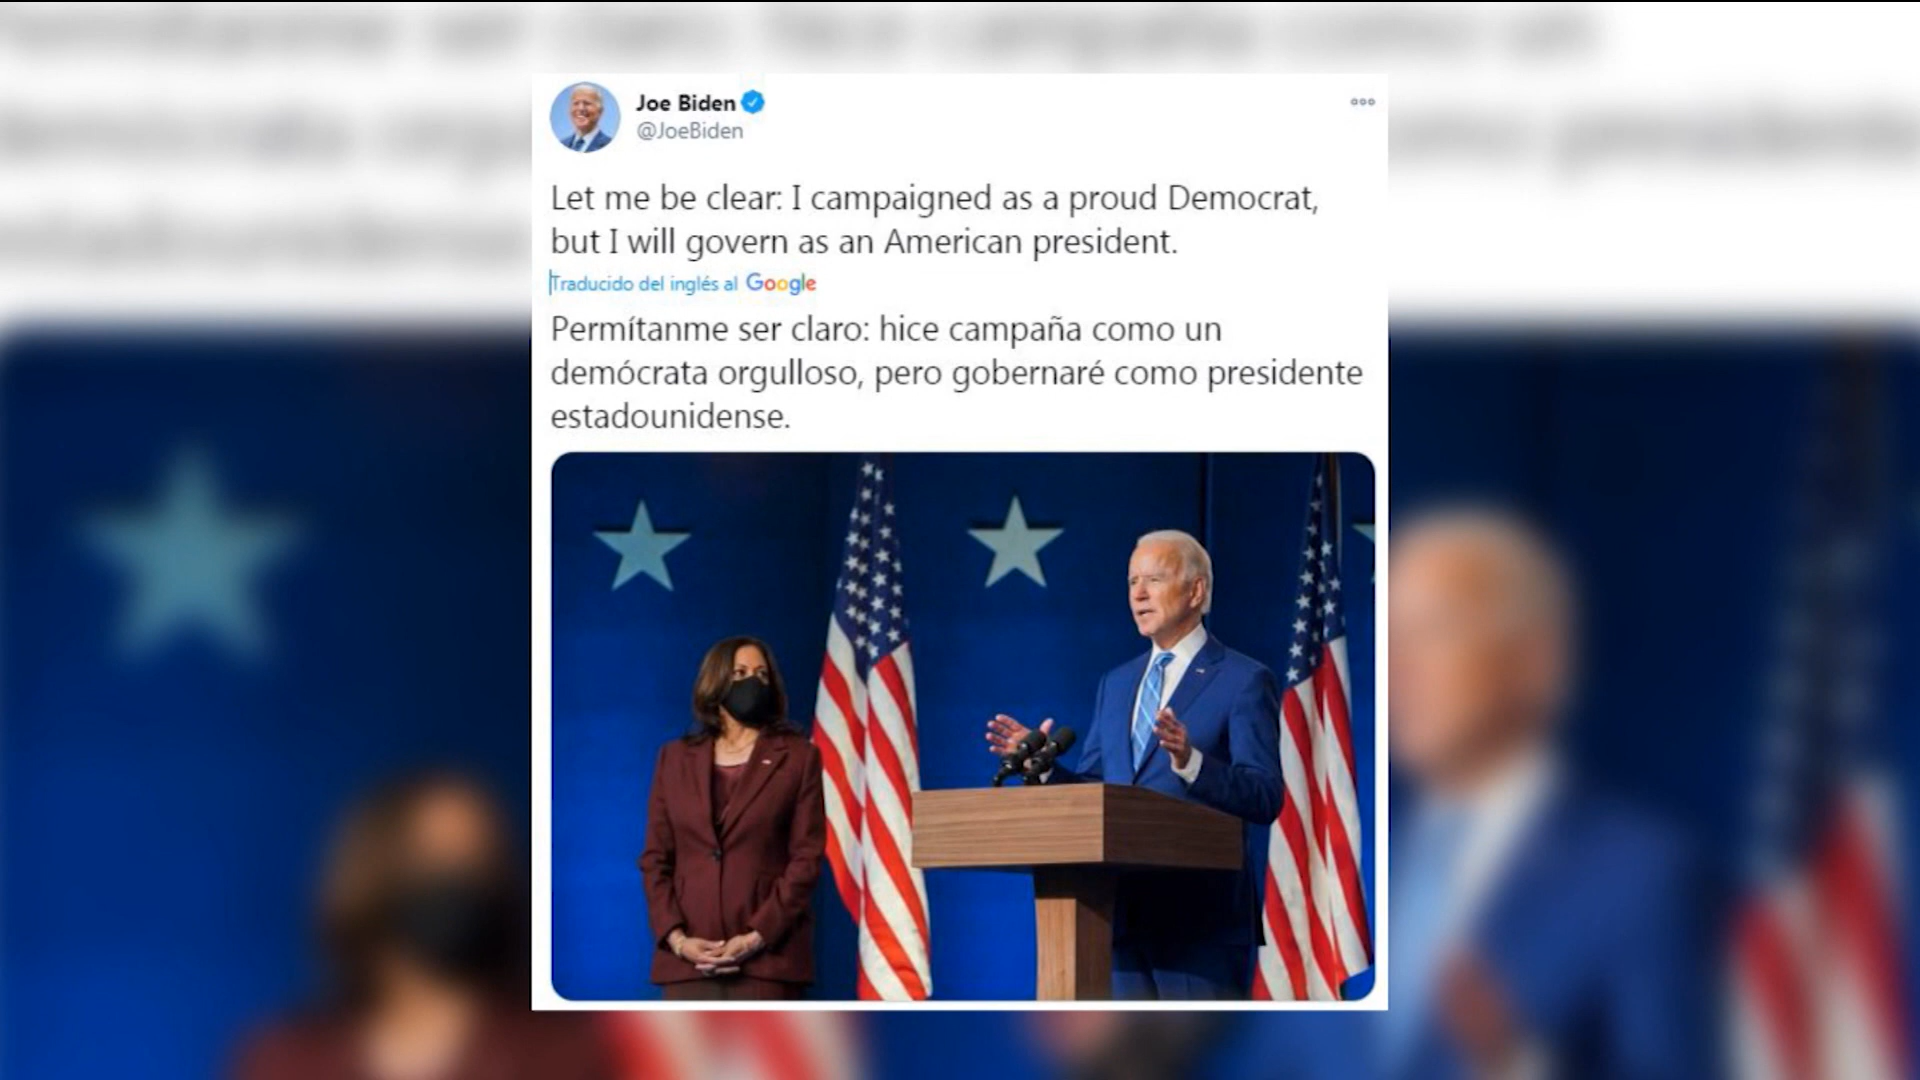 Joe Biden
@JoeBiden
Let me be clear: I campaigned as a proud Democrat,
but I will govern as an American president.
Traducido del inglés al Google
Permítanme ser claro: hice campaña como un
demócrata orgulloso, pero gobernaré como presidente
estadounidense.